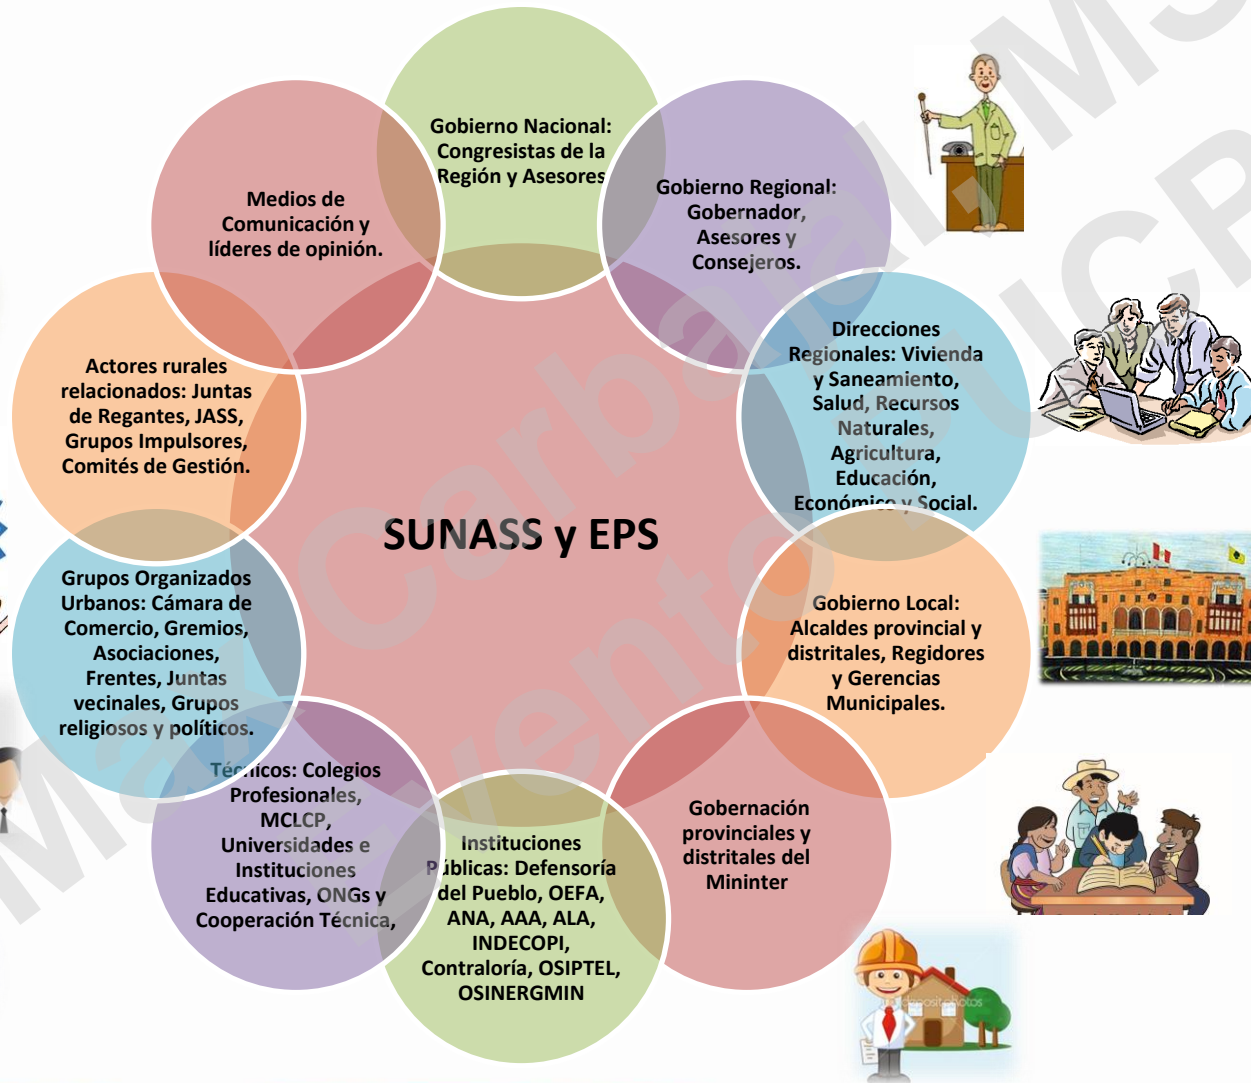 Gobierno Nacional:
Congresistas de la
Región y Asesores
Gobierno Regional:
Gobernador,
Asesores y
Consejeros.
Direcciones
Regionales: Vivienda
y Saneamiento,
Salud, Recursos
Naturales,
Agricultura,
Educación,
Económico y Social.
Gobierno Local:
Alcaldes provincial y
distritales, Regidores
y Gerencias
Municipales.
Gobernación
provinciales y
distritales del
Mininter
Instituciones
Públicas: Defensoría
del Pueblo, OEFA,
ANA, AAA, ALA,
INDECOPI,
Contraloría, OSIPTEL,
OSINERGMIN
Técnicos: Colegios
Profesionales,
MCLCP,
Universidades e
Instituciones
Educativas, ONGs y
Cooperación Técnica,
Grupos Organizados
Urbanos: Cámara de
Comercio, Gremios,
Asociaciones,
Frentes, Juntas
vecinales, Grupos
religiosos y políticos.
Actores rurales
relacionados: Juntas
de Regantes, JASS,
Grupos Impulsores,
Comités de Gestión.
Medios de
Comunicación y
líderes de opinión.
SUNASS y EPS